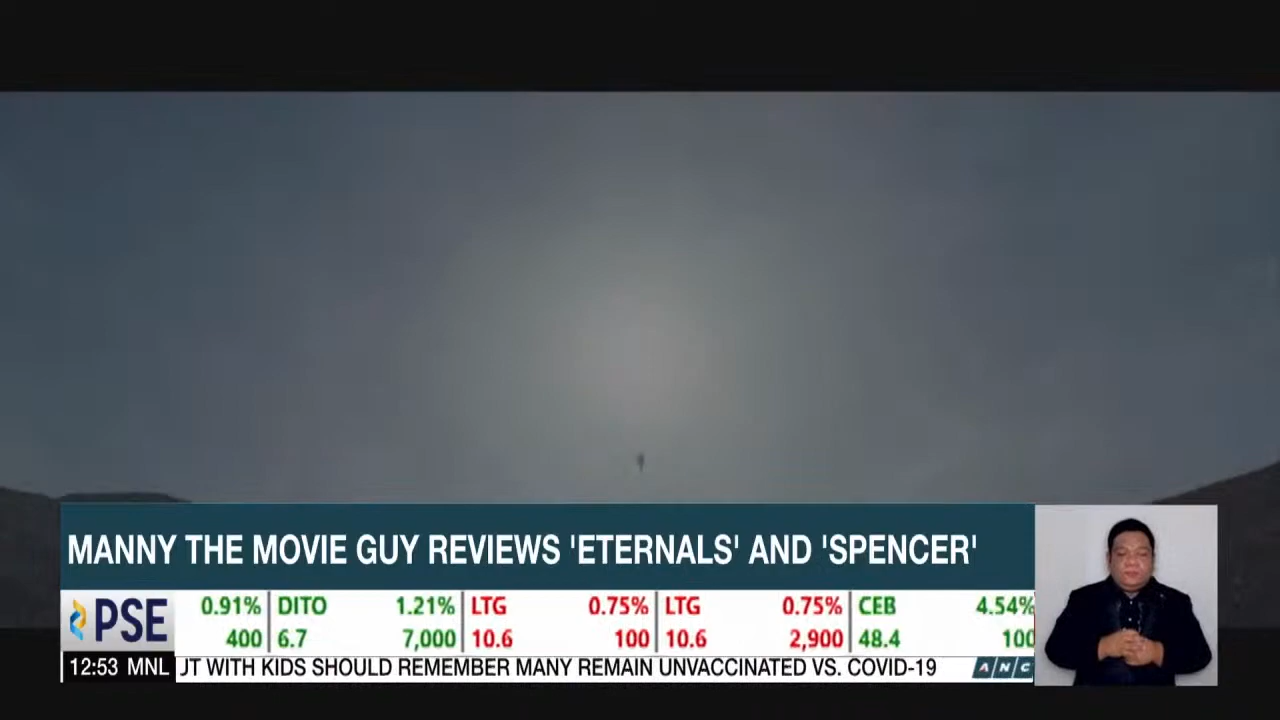 MANNY THE MOVIE GUY REVIEWS 'ETERNALS' AND 'SPENCER'
PSE 0.91% DITO 1.21% LTG 0.75% LTG 0.75% CEB 4.54%
400 6.7 7,000 10.6 100 10.6 2,900 48.4 100
12:53 MNL JT WITH KIDS SHOULD REMEMBER MANY REMAIN UNVACCINATED VS. COVID-19 ANC